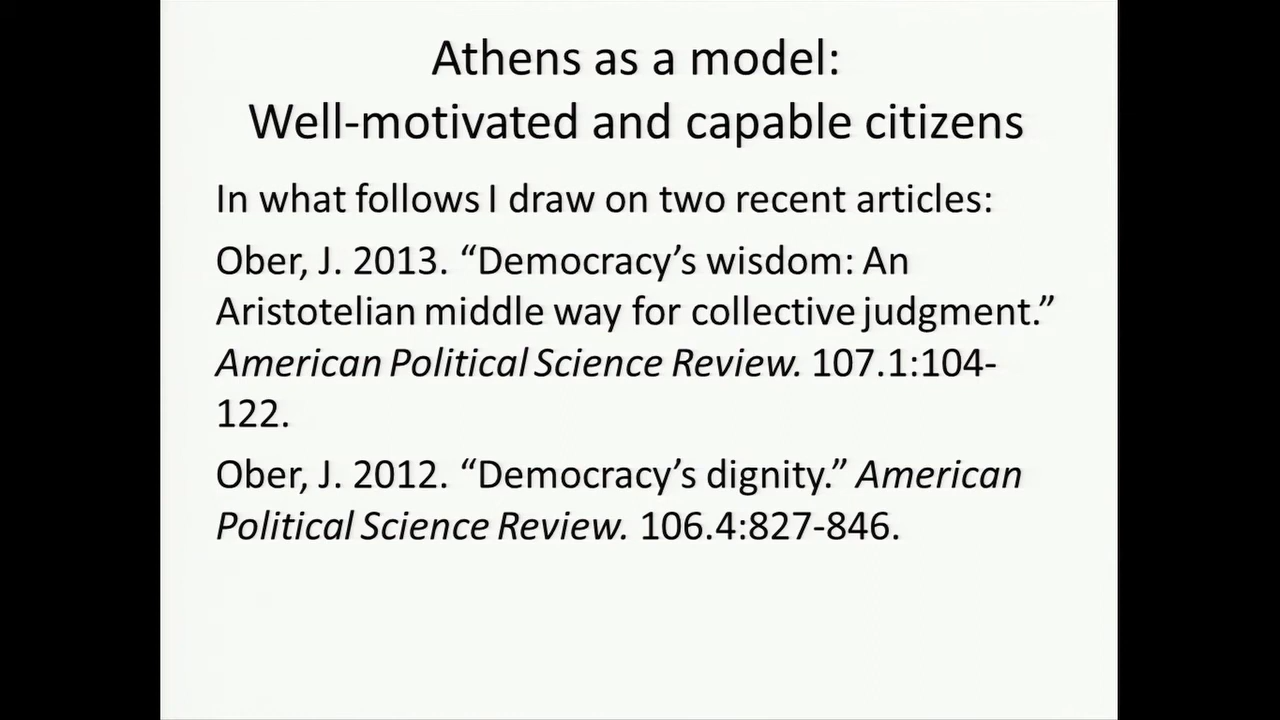 Athens as a model:
Well-motivated and capable citizens
In what follows I draw on two recent articles:
Ober, J. 2013. “Democracy’s wisdom: An
Aristotelian middle way for collective judgment.”
American Political Science Review. 107.1:104-
122.
Ober, J. 2012. “Democracy’s dignity.” American
Political Science Review. 106.4:827-846.